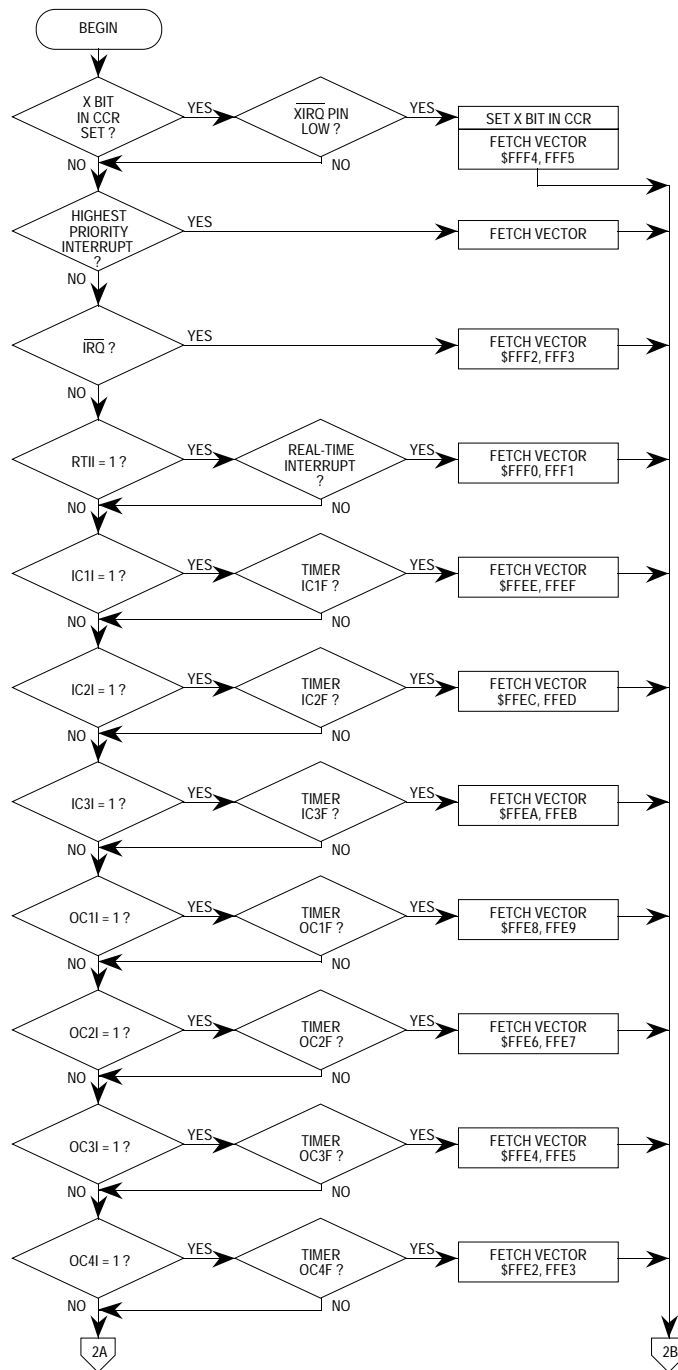 BEGIN
X BIT
IN CCR
SET ?
YES
XIRQ PIN
LOW ?
YES
SET X BIT IN CCR
FETCH VECTOR
$FFF4, FFF5
NO
NO
HIGHEST
PRIORITY
INTERRUPT
?
YES
FETCH VECTOR
NO
IRQ ?
YES
FETCH VECTOR
$FFF2, FFF3
NO
RTII = 1 ?
YES
REAL-TIME
INTERRUPT
?
YES
FETCH VECTOR
$FFF0, FFF1
NO
NO
IC1I = 1 ?
YES
TIMER
IC1F ?
YES
FETCH VECTOR
$FFEE, FFEF
NO
NO
IC2I = 1 ?
YES
TIMER
IC2F ?
YES
FETCH VECTOR
$FFEC, FFED
NO
NO
IC3I = 1 ?
YES
TIMER
IC3F ?
YES
FETCH VECTOR
$FFEA, FFEB
NO
NO
OC1I = 1 ?
YES
TIMER
OC1F ?
YES
FETCH VECTOR
$FFE8, FFE9
NO
NO
OC2I = 1 ?
YES
TIMER
OC2F ?
YES
FETCH VECTOR
$FFE6, FFE7
NO
NO
OC3I = 1 ?
YES
TIMER
OC3F ?
YES
FETCH VECTOR
$FFE4, FFE5
NO
NO
OC4I = 1 ?
YES
TIMER
OC4F ?
YES
FETCH VECTOR
$FFE2, FFE3
NO
NO
2A
2B